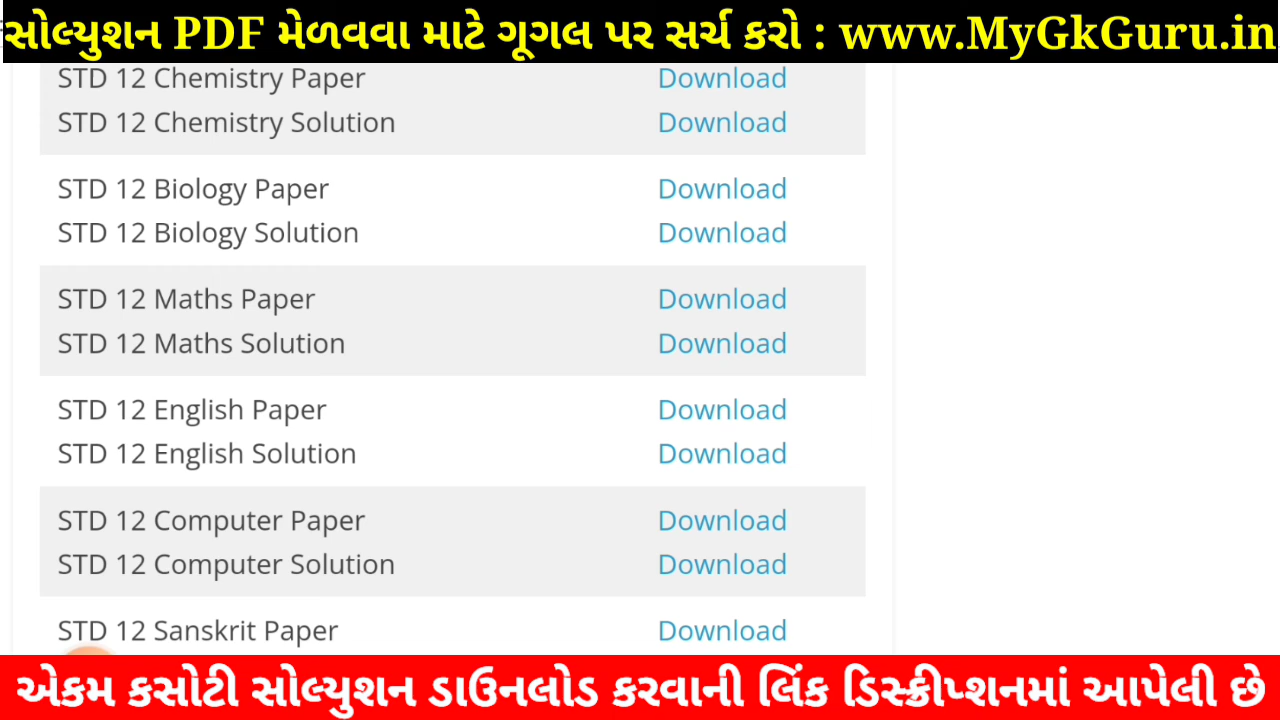 સોલ્યુશન PDF મેળવવા માટે ગૂગલ પર સર્ચ કરો : www.MyGkGuru.in
STD 12 Chemistry Paper Download
STD 12 Chemistry Solution Download
STD 12 Biology Paper Download
STD 12 Biology Solution Download
STD 12 Maths Paper Download
STD 12 Maths Solution Download
STD 12 English Paper Download
STD 12 English Solution Download
STD 12 Computer Paper Download
STD 12 Computer Solution Download
STD 12 Sanskrit Paper Download
એકમ કસોટી સોલ્યુશન ડાઉનલોડ કરવાની લિંક ડિસ્ક્રીપ્શનમાં આપેલી છે